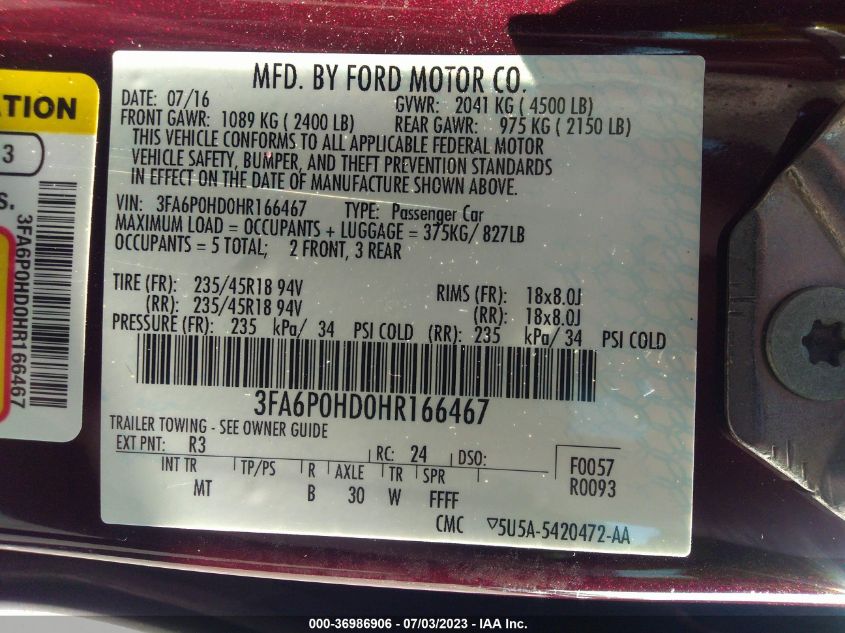 ATION
3
S.
3FA6P0HD0HR166467
MFD. BY FORD MOTOR CO.
DATE: 07/16 GVWR: 2041 KG ( 4500 LB)
FRONT GAWR: 1089 KG ( 2400 LB) REAR GAWR: 975 KG ( 2150 LB)
THIS VEHICLE CONFORMS TO ALL APPLICABLE FEDERAL MOTOR
VEHICLE SAFETY, BUMPER, AND THEFT PREVENTION STANDARDS
IN EFFECT ON THE DATE OF MANUFACTURE SHOWN ABOVE.
VIN: 3FA6P0HD0HR166467 TYPE: Passenger Car
MAXIMUM LOAD = OCCUPANTS + LUGGAGE = 375KG/ 827LB
OCCUPANTS = 5 TOTAL; 2 FRONT, 3 REAR
TIRE (FR): 235/45R18 94V RIMS (FR): 18x8.0J
(RR): 235/45R18 94V (RR): 18x8.0J
PRESSURE (FR): 235 kPa/ 34 PSI COLD (RR): 235 kPa/ 34 PSI COLD
3FA6P0HD0HR166467
TRAILER TOWING - SEE OWNER GUIDE
EXT PNT: R3 RC: 24 DSO: F0057
INT TR TP/PS R AXLE TR SPR R0093
MT B 30 W FFFF
CMC ▽5U5A-5420472-AA
000-36986906 - 07/03/2023 - IAA Inc.